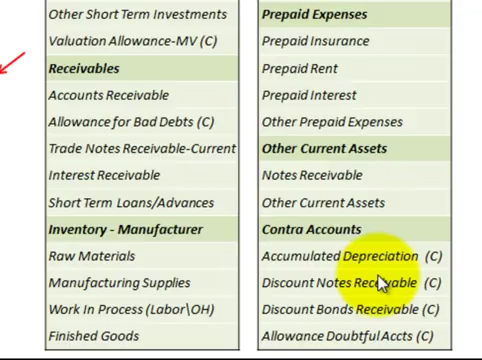 Other Short Term Investments
Valuation Allowance-MV (C)
Receivables
Accounts Receivable
Allowance for Bad Debts (C)
Trade Notes Receivable-Current
Interest Receivable
Short Term Loans/Advances
Inventory - Manufacturer
Raw Materials
Manufacturing Supplies
Work In Process (Labor\OH)
Finished Goods
Prepaid Expenses
Prepaid Insurance
Prepaid Rent
Prepaid Interest
Other Prepaid Expenses
Other Current Assets
Notes Receivable
Other Current Assets
Contra Accounts
Accumulated Depreciation (C)
Discount Notes Receivable (C)
Discount Bonds Receivable (C)
Allowance Doubtful Accts (C)